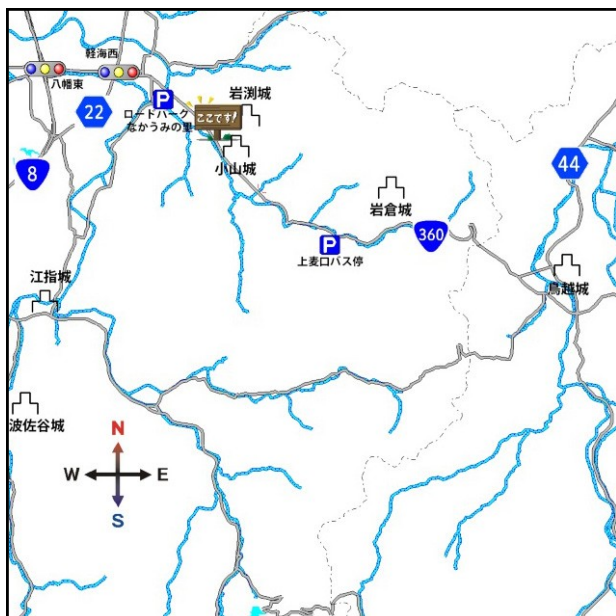 軽海西
八幡東
22
P
ロードパーク
なかうみの里
ここです!
岩渕城
小山城
8
44
岩倉城
360
P
上麦口バス停
鳥越城
江指城
波佐谷城
N
W
E
S